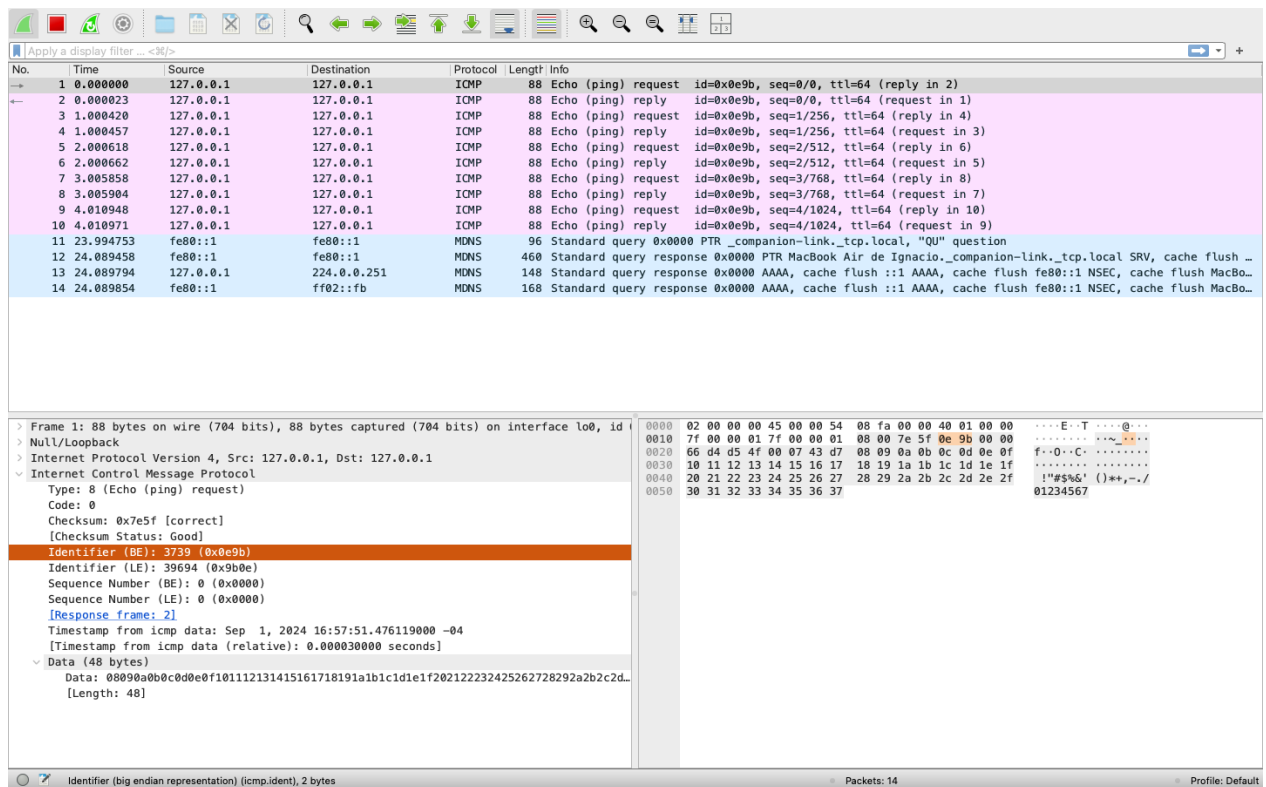 Apply a display filter ... <⌘/>
No. Time Source Destination Protocol Length Info
1 0.000000 127.0.0.1 127.0.0.1 ICMP 88 Echo (ping) request id=0x0e9b, seq=0/0, ttl=64 (reply in 2)
2 0.000023 127.0.0.1 127.0.0.1 ICMP 88 Echo (ping) reply id=0x0e9b, seq=0/0, ttl=64 (request in 1)
3 1.000420 127.0.0.1 127.0.0.1 ICMP 88 Echo (ping) request id=0x0e9b, seq=1/256, ttl=64 (reply in 4)
4 1.000457 127.0.0.1 127.0.0.1 ICMP 88 Echo (ping) reply id=0x0e9b, seq=1/256, ttl=64 (request in 3)
5 2.000618 127.0.0.1 127.0.0.1 ICMP 88 Echo (ping) request id=0x0e9b, seq=2/512, ttl=64 (reply in 6)
6 2.000662 127.0.0.1 127.0.0.1 ICMP 88 Echo (ping) reply id=0x0e9b, seq=2/512, ttl=64 (request in 5)
7 3.005858 127.0.0.1 127.0.0.1 ICMP 88 Echo (ping) request id=0x0e9b, seq=3/768, ttl=64 (reply in 8)
8 3.005904 127.0.0.1 127.0.0.1 ICMP 88 Echo (ping) reply id=0x0e9b, seq=3/768, ttl=64 (request in 7)
9 4.010948 127.0.0.1 127.0.0.1 ICMP 88 Echo (ping) request id=0x0e9b, seq=4/1024, ttl=64 (reply in 10)
10 4.010971 127.0.0.1 127.0.0.1 ICMP 88 Echo (ping) reply id=0x0e9b, seq=4/1024, ttl=64 (request in 9)
11 23.994753 fe80::1 fe80::1 MDNS 96 Standard query 0x0000 PTR _companion-link._tcp.local, "QU" question
12 24.089458 fe80::1 fe80::1 MDNS 460 Standard query response 0x0000 PTR MacBook Air de Ignacio._companion-link._tcp.local SRV, cache flush …
13 24.089794 127.0.0.1 224.0.0.251 MDNS 148 Standard query response 0x0000 AAAA, cache flush ::1 AAAA, cache flush fe80::1 NSEC, cache flush MacBo…
14 24.089854 fe80::1 ff02::fb MDNS 168 Standard query response 0x0000 AAAA, cache flush ::1 AAAA, cache flush fe80::1 NSEC, cache flush MacBo…
Frame 1: 88 bytes on wire (704 bits), 88 bytes captured (704 bits) on interface lo0, id
Null/Loopback
Internet Protocol Version 4, Src: 127.0.0.1, Dst: 127.0.0.1
Internet Control Message Protocol
Type: 8 (Echo (ping) request)
Code: 0
Checksum: 0x7e5f [correct]
[Checksum Status: Good]
Identifier (BE): 3739 (0x0e9b)
Identifier (LE): 39694 (0x9b0e)
Sequence Number (BE): 0 (0x0000)
Sequence Number (LE): 0 (0x0000)
[Response frame: 2]
Timestamp from icmp data: Sep 1, 2024 16:57:51.476119000 -04
[Timestamp from icmp data (relative): 0.000030000 seconds]
Data (48 bytes)
Data: 08090a0b0c0d0e0f101112131415161718191a1b1c1d1e1f202122232425262728292a2b2c2d…
[Length: 48]
0000 02 00 00 00 45 00 00 54 08 fa 00 00 40 01 00 00 ····E··T ····@···
0010 7f 00 00 01 7f 00 00 01 08 00 7e 5f 0e 9b 00 00 ········ ··~_····
0020 66 d4 d5 4f 00 07 43 d7 08 09 0a 0b 0c 0d 0e 0f f··O··C· ········
0030 10 11 12 13 14 15 16 17 18 19 1a 1b 1c 1d 1e 1f ········ ········
0040 20 21 22 23 24 25 26 27 28 29 2a 2b 2c 2d 2e 2f !"#$%&' ()*+,-./
0050 30 31 32 33 34 35 36 37 01234567
Identifier (big endian representation) (icmp.ident), 2 bytes
Packets: 14
Profile: Default